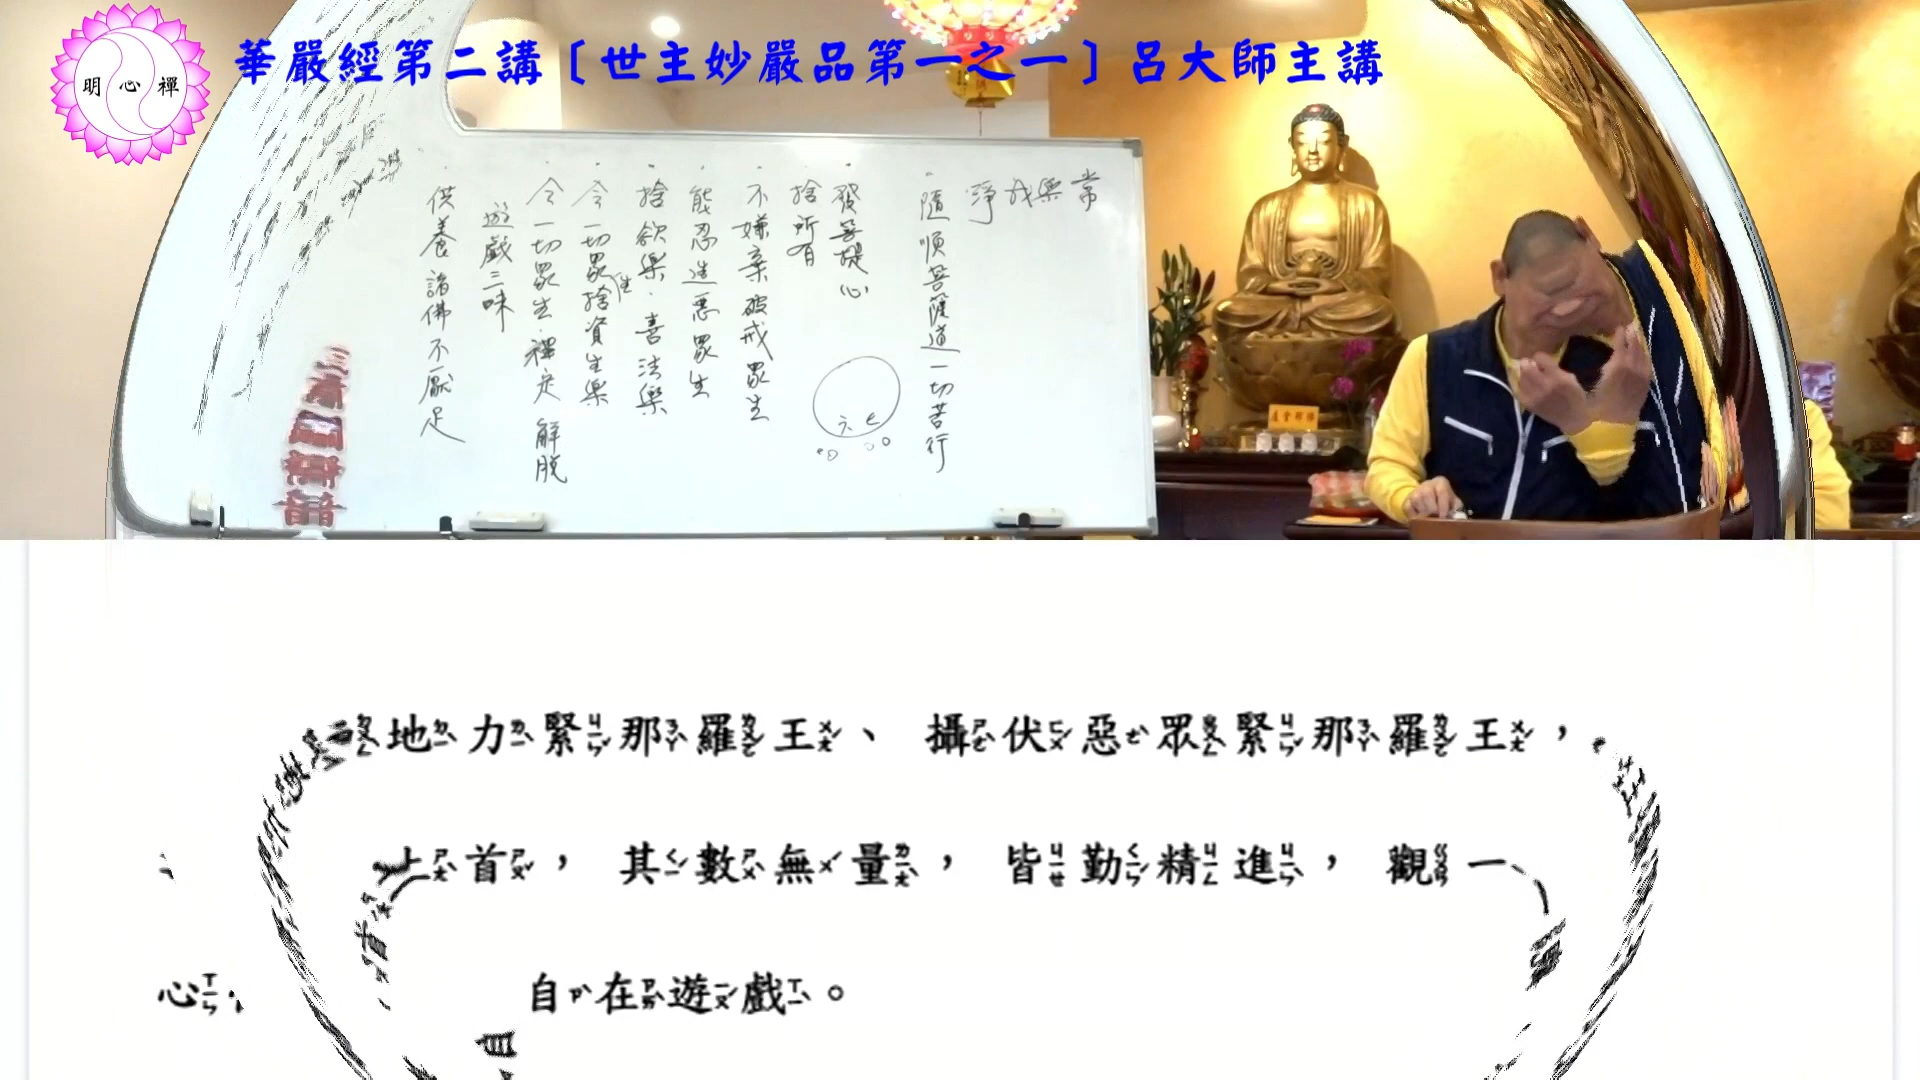 華嚴經第二講〔世主妙嚴品第一之一〕呂大師主講
明心禪
常
樂
我
淨
隨順菩薩道一切苦行
發菩提心
捨所有
不嫌棄破戒眾生
能忍造惡眾生
捨欲樂.喜法樂
令一切眾生捨資生樂
令一切眾生.禪定解脫
遊戲三昧
供養諸佛不厭足
六七
地力緊那羅王、攝伏惡眾緊那羅王,
上首,其數無量,皆勤精進,觀一
心
自在遊戲。